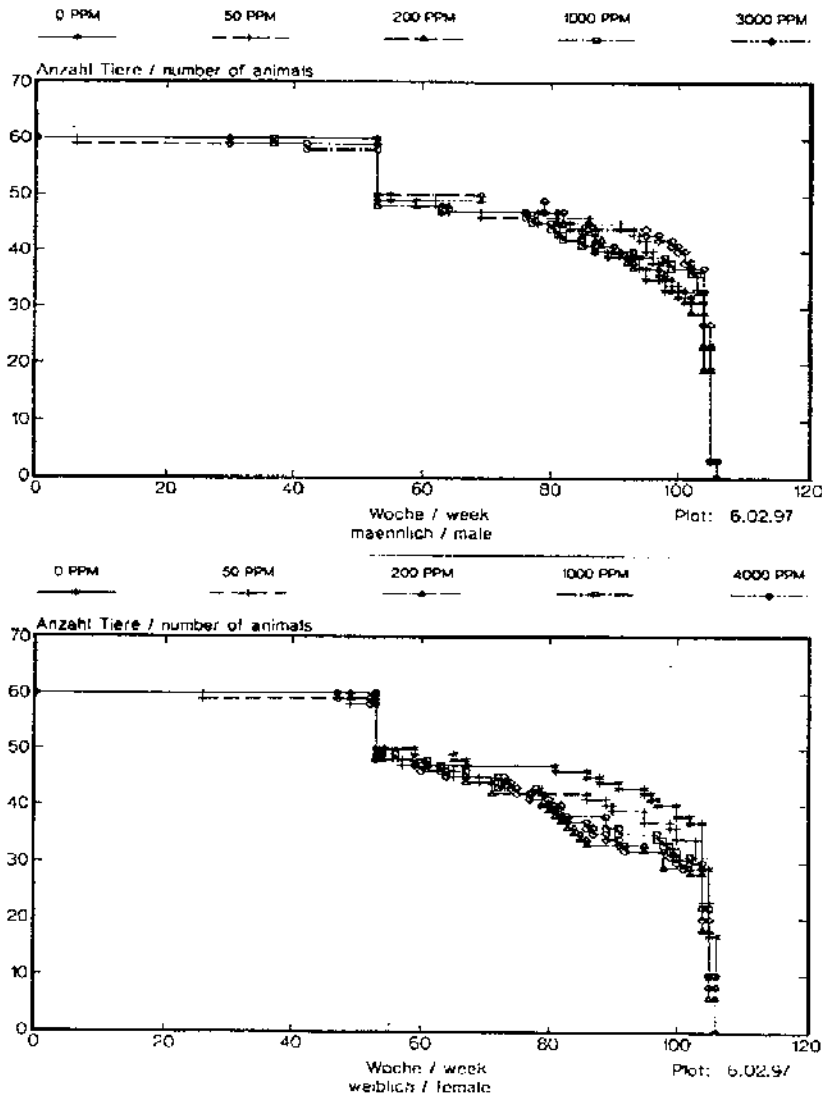 0 PPM 50 PPM 200 PPM 1000 PPM 3000 PPM
Anzahl Tiere / number of animals
70
60
50
40
30
20
10
0
0 20 40 60 80 100 120
Woche / week
maennlich / male
Plot: 6.02.97
0 PPM 50 PPM 200 PPM 1000 PPM 4000 PPM
Anzahl Tiere / number of animals
70
60
50
40
30
20
10
0
0 20 40 60 80 100 120
Woche / week
weiblich / female
Plot: 6.02.97